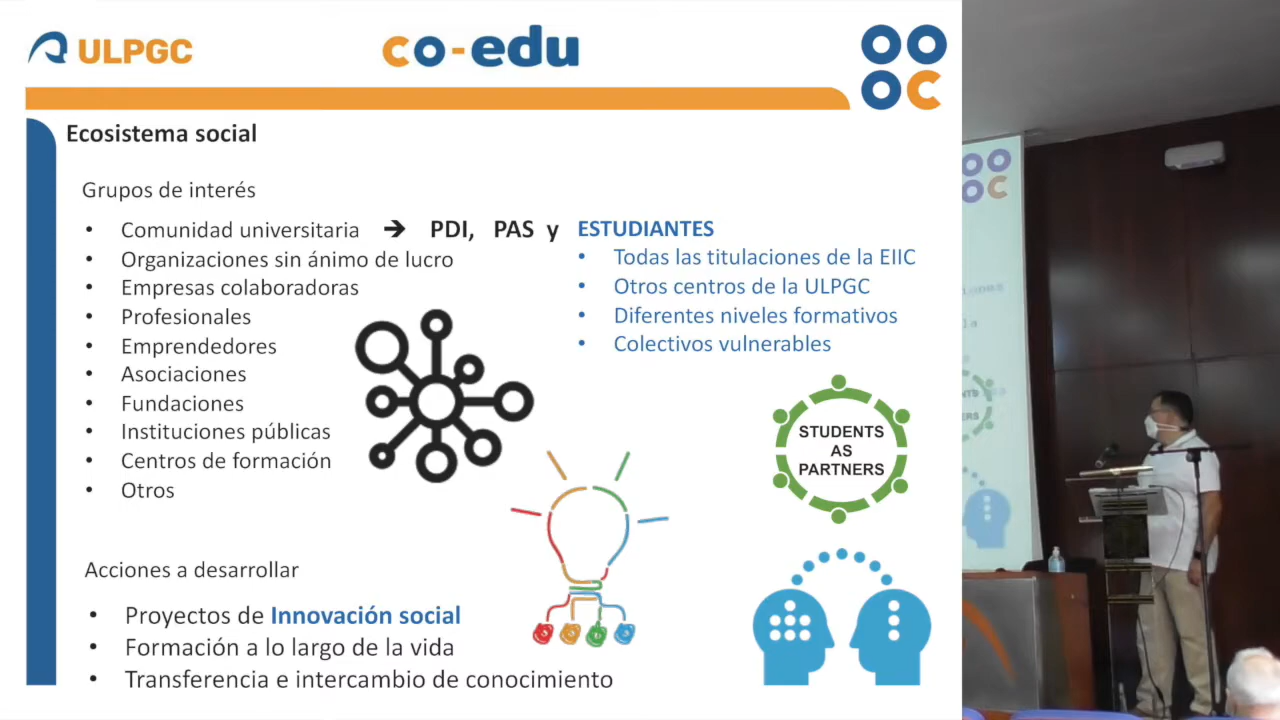 ULPGC
co-edu
Ecosistema social
Grupos de interés
• Comunidad universitaria ➔ PDI, PAS y ESTUDIANTES
• Organizaciones sin ánimo de lucro
• Empresas colaboradoras
• Profesionales
• Emprendedores
• Asociaciones
• Fundaciones
• Instituciones públicas
• Centros de formación
• Otros
• Todas las titulaciones de la EIIC
• Otros centros de la ULPGC
• Diferentes niveles formativos
• Colectivos vulnerables
STUDENTS
AS
PARTNERS
Acciones a desarrollar
• Proyectos de Innovación social
• Formación a lo largo de la vida
• Transferencia e intercambio de conocimiento